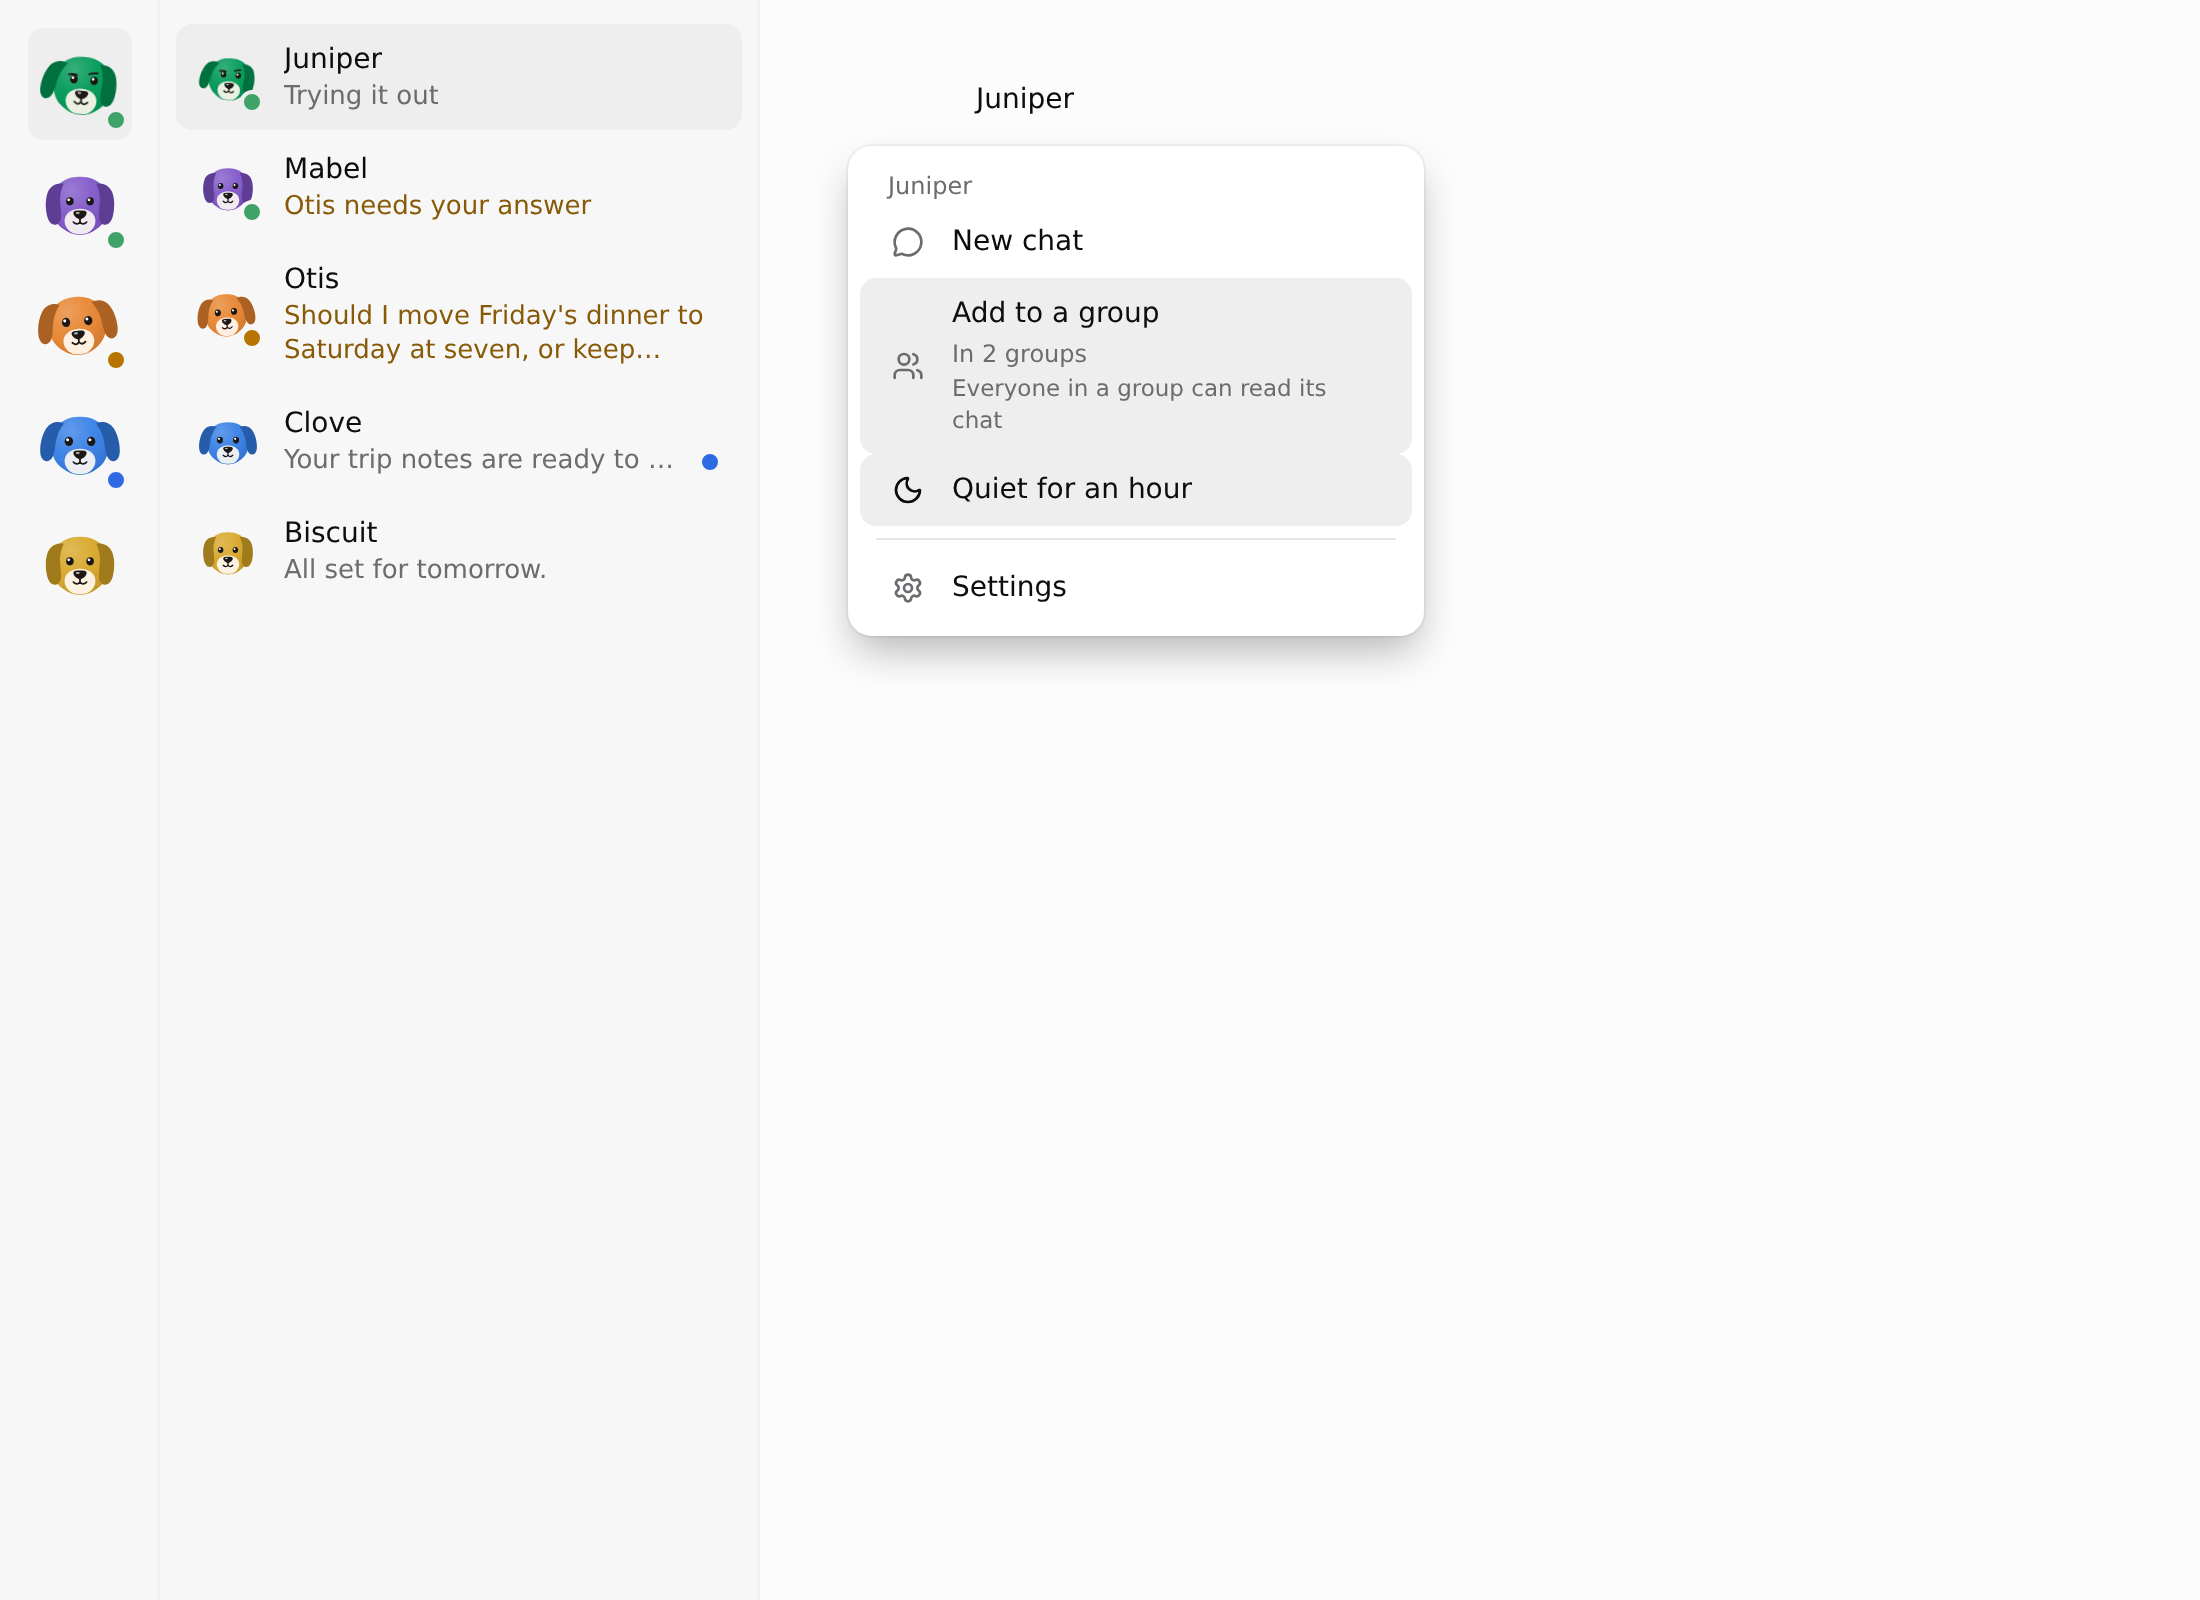 Juniper
Trying it out
Mabel
Otis needs your answer
Otis
Should I move Friday's dinner to
Saturday at seven, or keep…
Clove
Your trip notes are ready to …
Biscuit
All set for tomorrow.
Juniper
Juniper
New chat
Add to a group
In 2 groups
Everyone in a group can read its
chat
Quiet for an hour
Settings